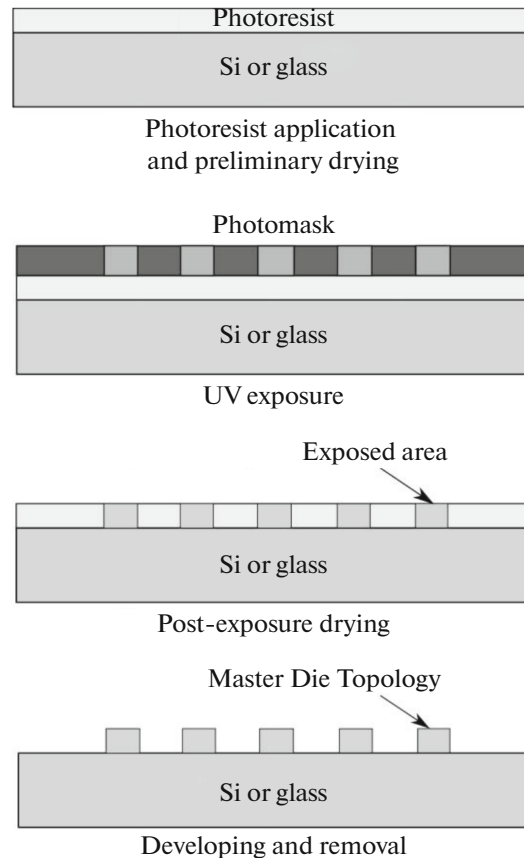 Photoresist
Si or glass
Photoresist application
and preliminary drying
Photomask
Si or glass
UV exposure
Exposed area
Si or glass
Post-exposure drying
Master Die Topology
Si or glass
Developing and removal